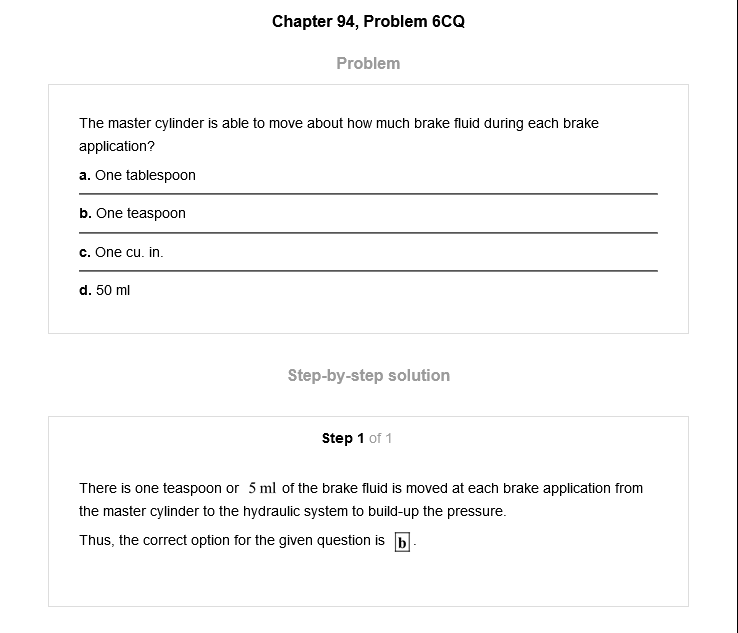 Chapter 94, Problem 6CQ
Problem
The master cylinder is able to move about how much brake fluid during each brake
application?
a. One tablespoon
b. One teaspoon
c. One cu. in.
d. 50 ml
Step-by-step solution
Step 1 of 1
There is one teaspoon or 5 ml of the brake fluid is moved at each brake application from
the master cylinder to the hydraulic system to build-up the pressure.
Thus, the correct option for the given question is b.